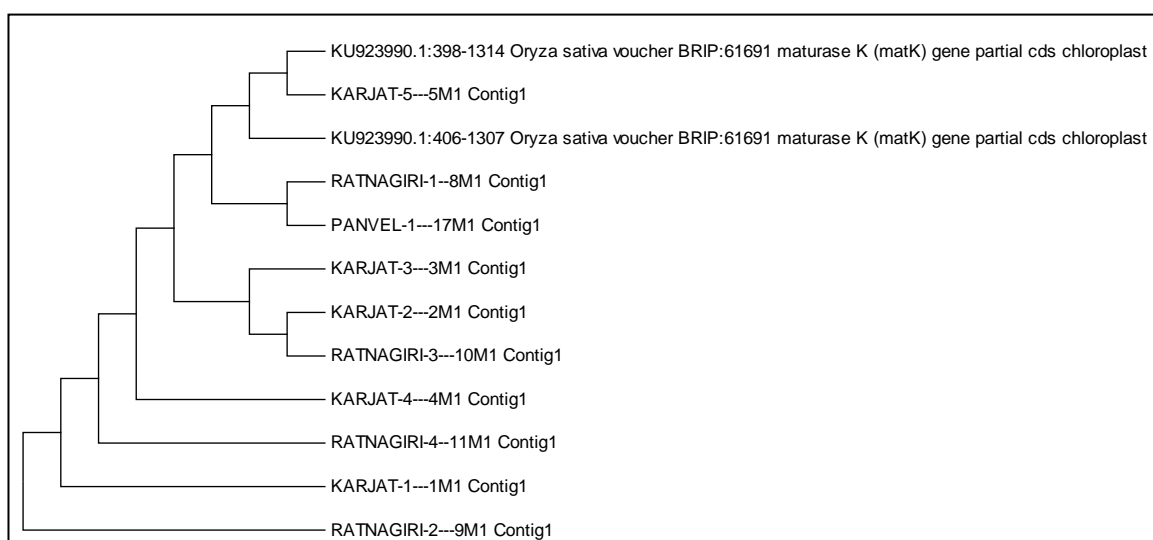 KU923990.1:398-1314 Oryza sativa voucher BRIP:61691 maturase K (matK) gene partial cds chloroplast
KARJAT-5---5M1 Contig1
KU923990.1:406-1307 Oryza sativa voucher BRIP:61691 maturase K (matK) gene partial cds chloroplast
RATNAGIRI-1--8M1 Contig1
PANVEL-1---17M1 Contig1
KARJAT-3---3M1 Contig1
KARJAT-2---2M1 Contig1
RATNAGIRI-3---10M1 Contig1
KARJAT-4---4M1 Contig1
RATNAGIRI-4--11M1 Contig1
KARJAT-1---1M1 Contig1
RATNAGIRI-2---9M1 Contig1